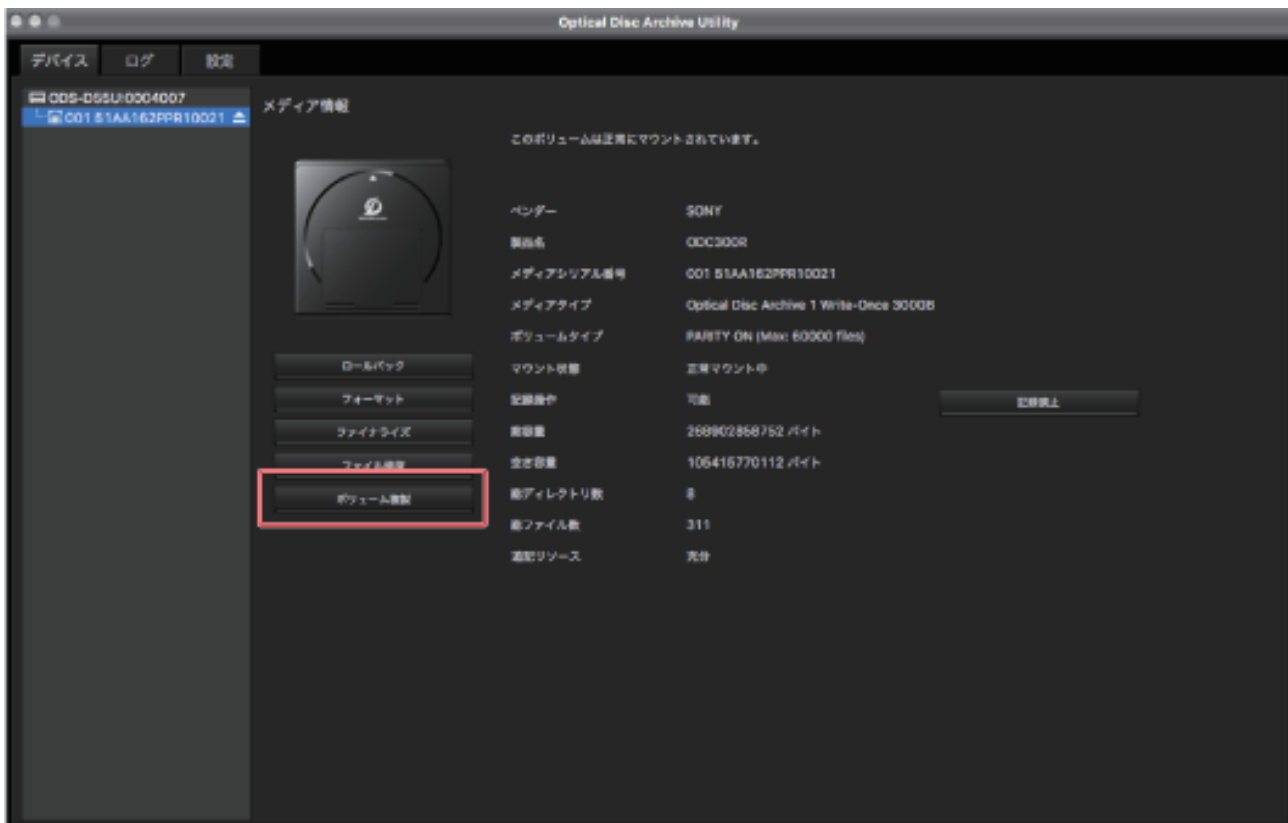 Optical Disc Archive Utility
デバイス ログ 設定
ODS-D55U:0004007
001 51AA162PPR10021
メディア情報
このボリュームは正常にマウントされています。
ベンダー SONY
製品名 ODC300R
メディアシリアル番号 001 51AA162PPR10021
メディアタイプ Optical Disc Archive 1 Write-Once 300GB
ボリュームタイプ PARITY ON (Max: 60000 files)
ロールバック マウント状態 正常マウント中
フォーマット 記録操作 可能 記録禁止
ファイナライズ 総容量 268902858752 バイト
空き容量 105415770112 バイト
ボリューム複製 総ディレクトリ数 8
総ファイル数 311
追記リソース 充分